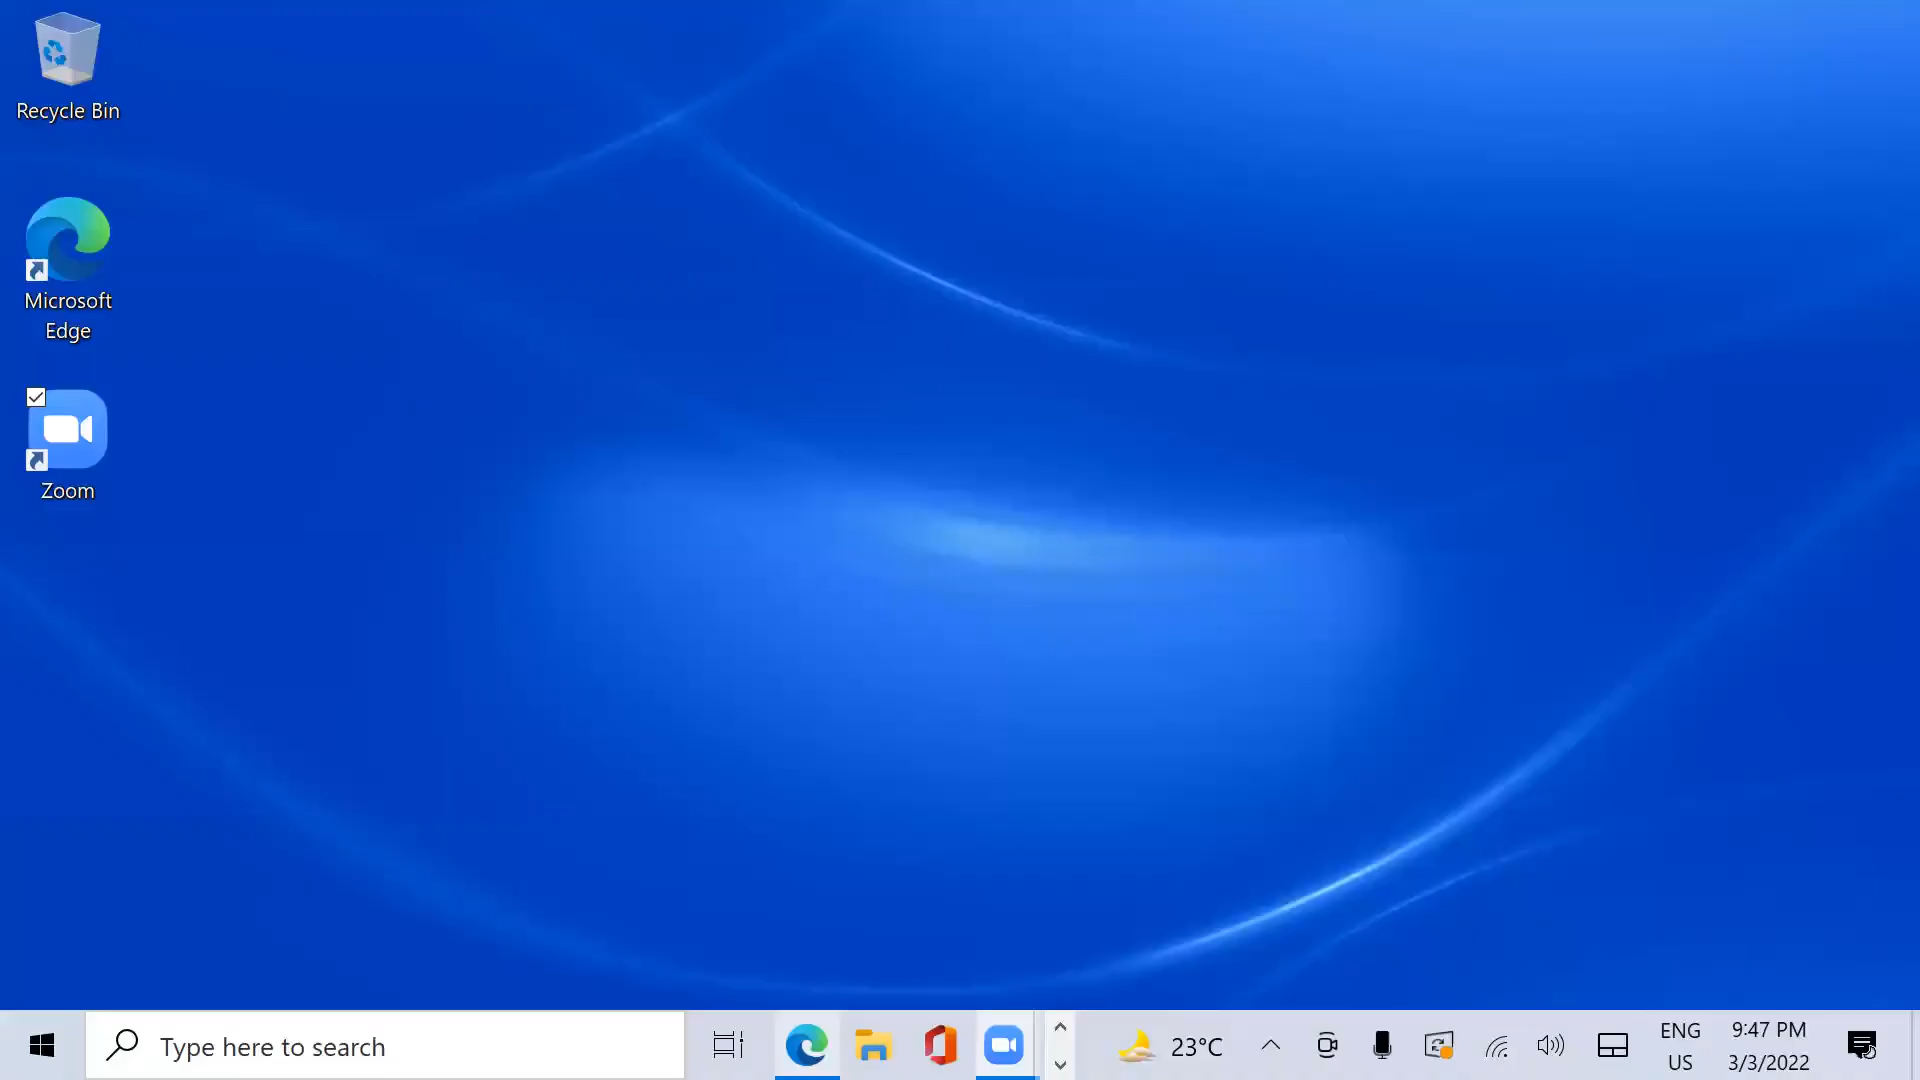 Recycle Bin
Microsoft
Edge
Zoom
Type here to search
23°C
ENG
US
9:47 PM
3/3/2022